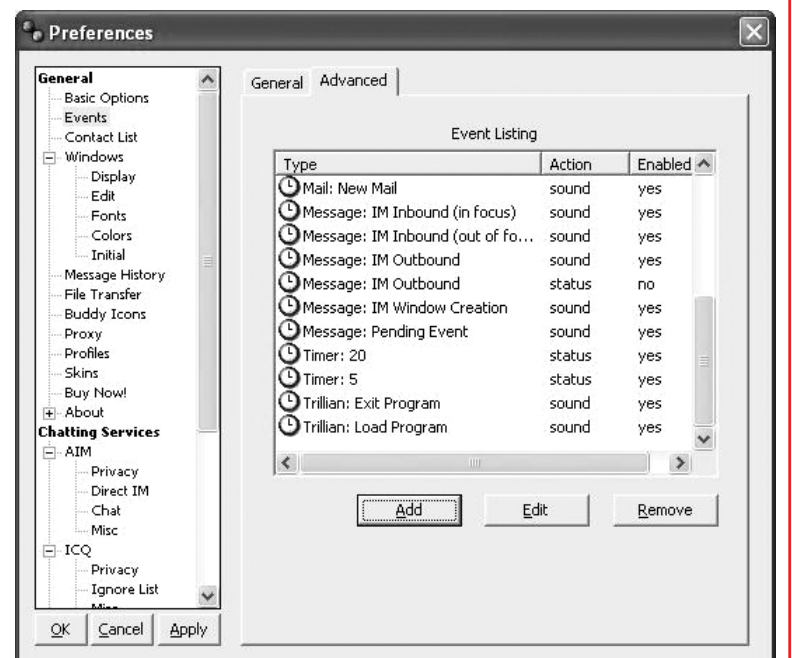 Preferences
General
Basic Options
Events
Contact List
Windows
Display
Edit
Fonts
Colors
Initial
Message History
File Transfer
Buddy Icons
Proxy
Profiles
Skins
Buy Now!
About
Chatting Services
AIM
Privacy
Direct IM
Chat
Misc
ICQ
Privacy
Ignore List
OK Cancel Apply
General Advanced
Event Listing
Type Action Enabled
Mail: New Mail sound yes
Message: IM Inbound (in focus) sound yes
Message: IM Inbound (out of fo... sound yes
Message: IM Outbound sound yes
Message: IM Outbound status no
Message: IM Window Creation sound yes
Message: Pending Event sound yes
Timer: 20 status yes
Timer: 5 status yes
Trillian: Exit Program sound yes
Trillian: Load Program sound yes
Add Edit Remove